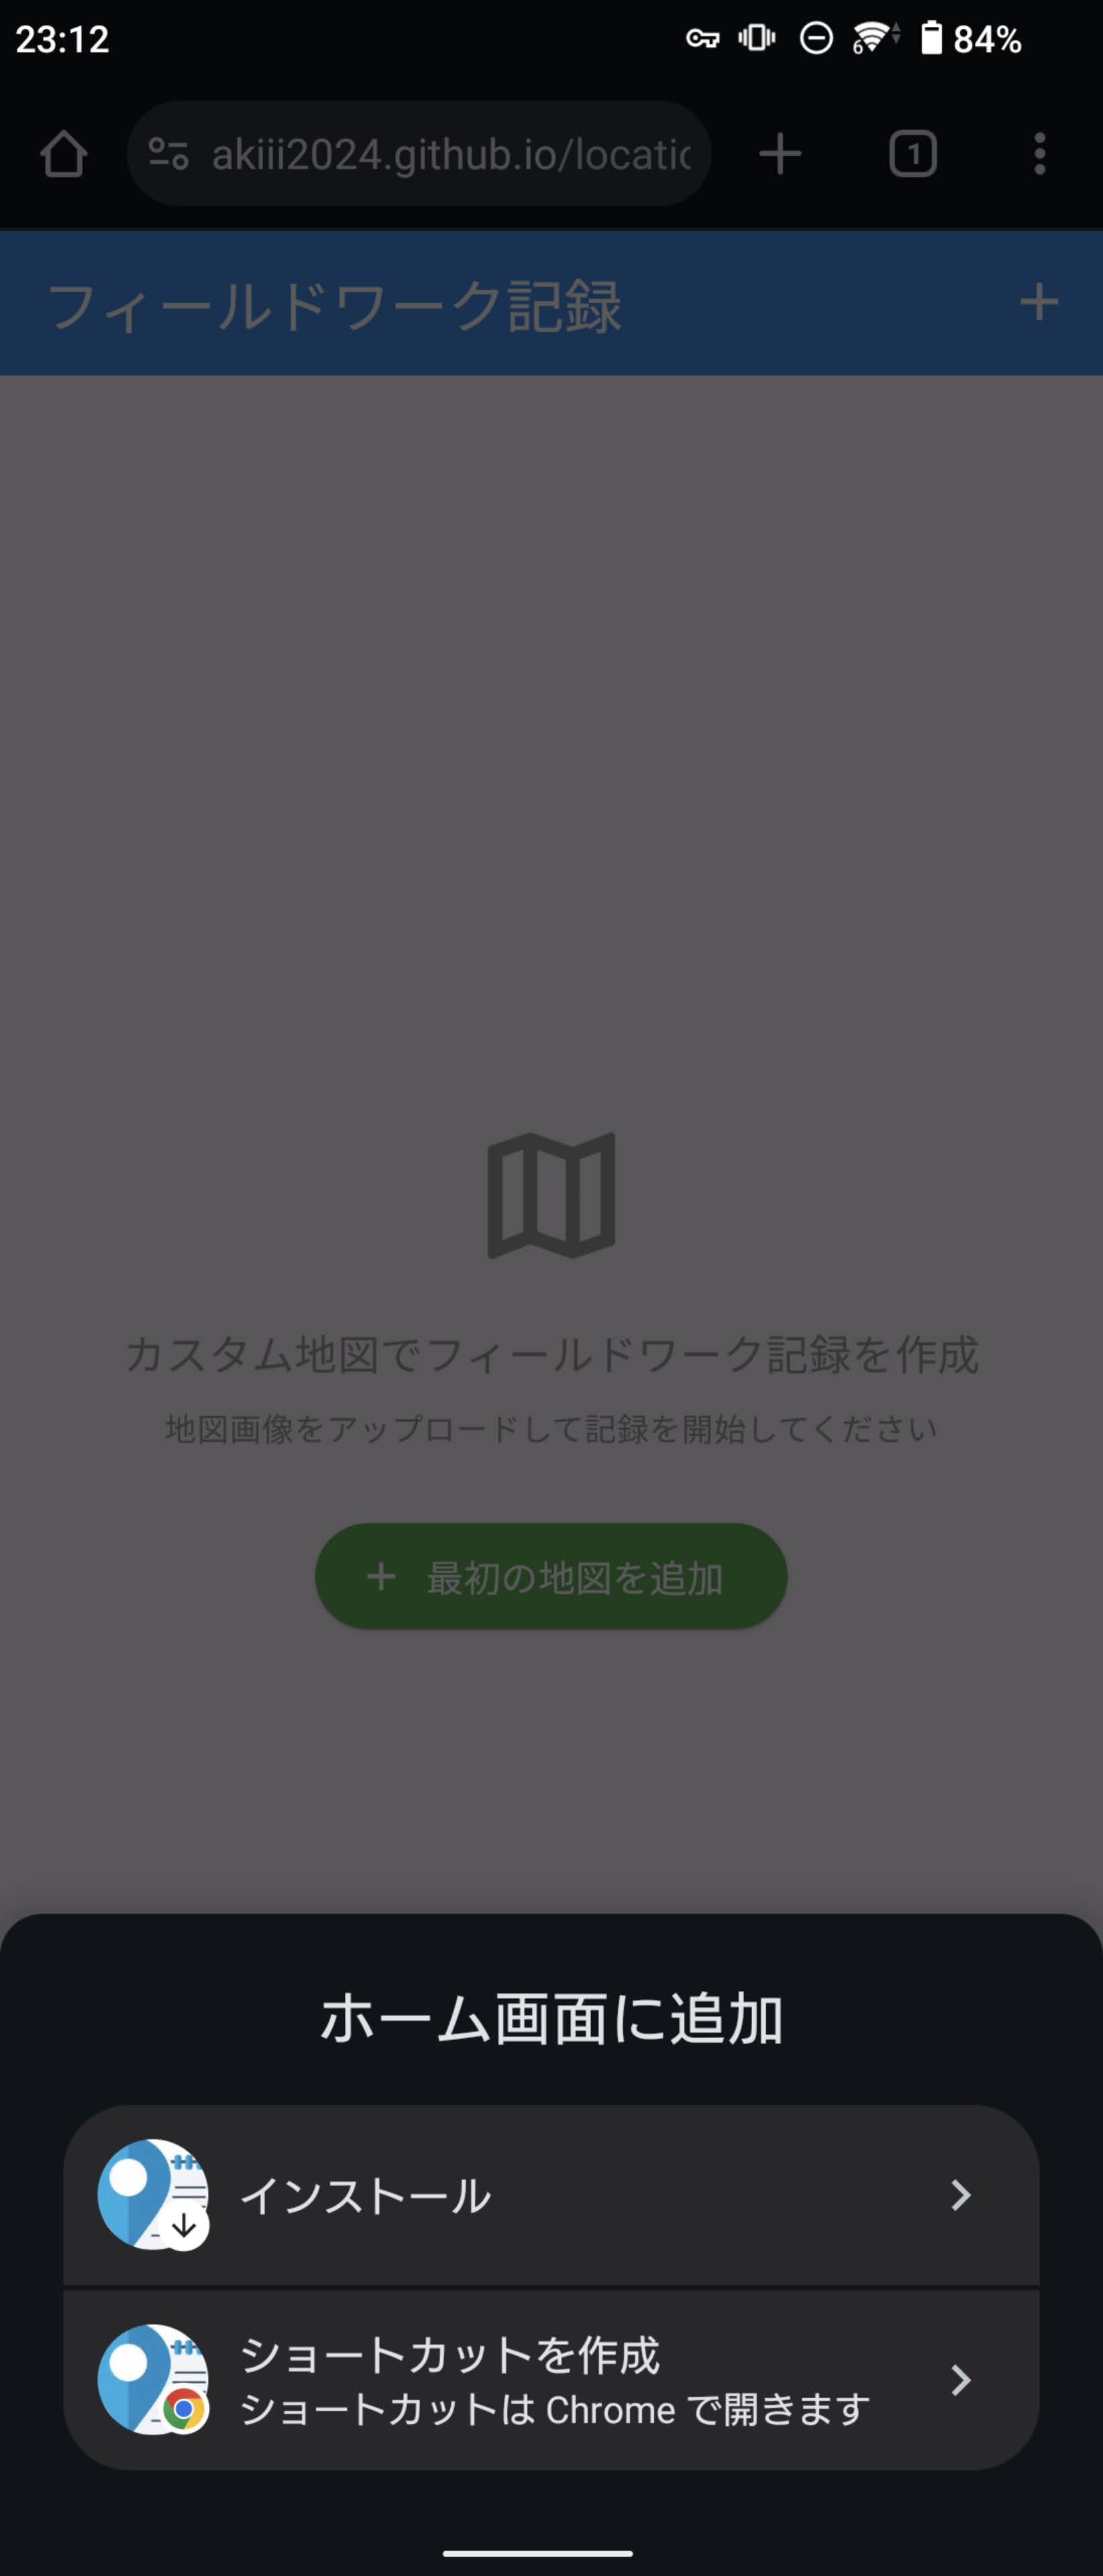 23:12
6
84%
akiii2024.github.io/locatio
1
フィールドワーク記録
カスタム地図でフィールドワーク記録を作成
地図画像をアップロードして記録を開始してください
最初の地図を追加
ホーム画面に追加
インストール
ショートカットを作成
ショートカットは Chrome で開きます